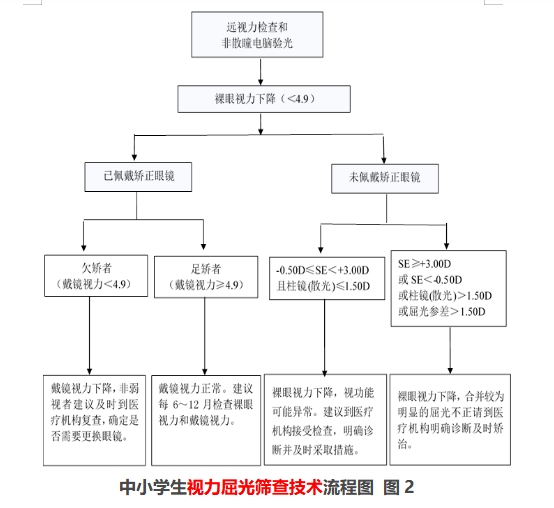 远视力检查和
非散瞳电脑验光
裸眼视力下降（<4.9）
已佩戴矫正眼镜
未佩戴矫正眼镜
欠矫者
（戴镜视力<4.9）
足矫者
（戴镜视力≥4.9）
-0.50D≤SE<+3.00D
且柱镜(散光)≤1.50D
SE≥+3.00D
或 SE<-0.50D
或柱镜(散光)>1.50D
或屈光参差>1.50D
戴镜视力下降，非弱
视者建议及时到医
疗机构复查，确定是
否需要更换眼镜。
戴镜视力正常。建议
每 6～12 月检查裸眼
视力和戴镜视力。
裸眼视力下降，视功能
可能异常。建议到医疗
机构接受检查，明确诊
断并及时采取措施。
裸眼视力下降，合并较为
明显的屈光不正请到医
疗机构明确诊断及时矫
治。
中小学生视力屈光筛查技术流程图 图 2